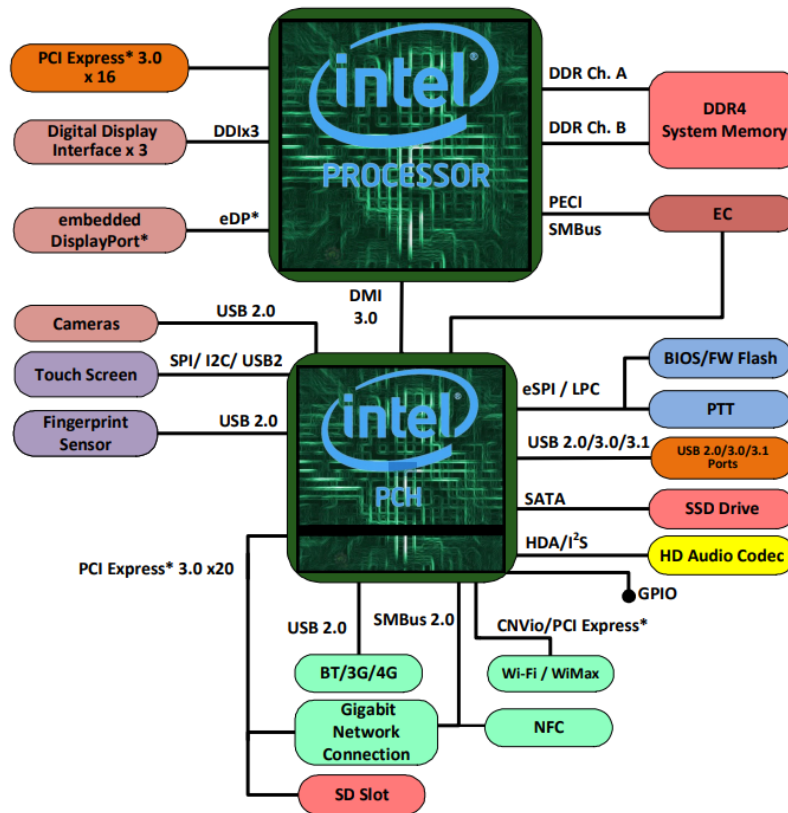 PCI Express* 3.0
x 16
Digital Display
Interface x 3
DDIx3
embedded
DisplayPort*
eDP*
intel
PROCESSOR
DDR Ch. A
DDR Ch. B
DDR4
System Memory
PECI
SMBus
EC
DMI
3.0
Cameras
USB 2.0
Touch Screen
SPI/ I2C/ USB2
Fingerprint
Sensor
USB 2.0
intel
PCH
eSPI / LPC
BIOS/FW Flash
PTT
USB 2.0/3.0/3.1
USB 2.0/3.0/3.1
Ports
SATA
SSD Drive
HDA/I²S
HD Audio Codec
GPIO
PCI Express* 3.0 x20
USB 2.0
SMBus 2.0
CNVio/PCI Express*
BT/3G/4G
Wi-Fi / WiMax
Gigabit
Network
Connection
NFC
SD Slot